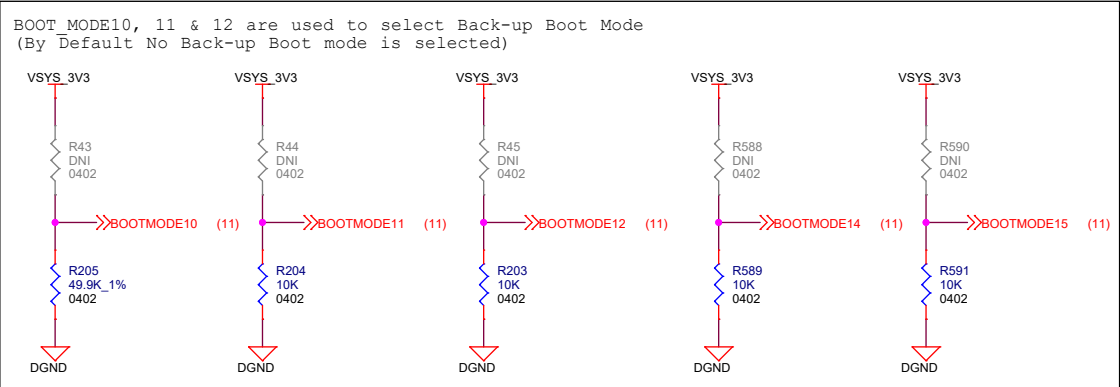 BOOT_MODE10, 11 & 12 are used to select Back-up Boot Mode
(By Default No Back-up Boot mode is selected)
VSYS_3V3 VSYS_3V3 VSYS_3V3 VSYS_3V3 VSYS_3V3
R43 R44 R45 R588 R590
DNI DNI DNI DNI DNI
0402 0402 0402 0402 0402
BOOTMODE10 (11) BOOTMODE11 (11) BOOTMODE12 (11) BOOTMODE14 (11) BOOTMODE15 (11)
R205 R204 R203 R589 R591
49.9K_1% 10K 10K 10K 10K
0402 0402 0402 0402 0402
DGND DGND DGND DGND DGND